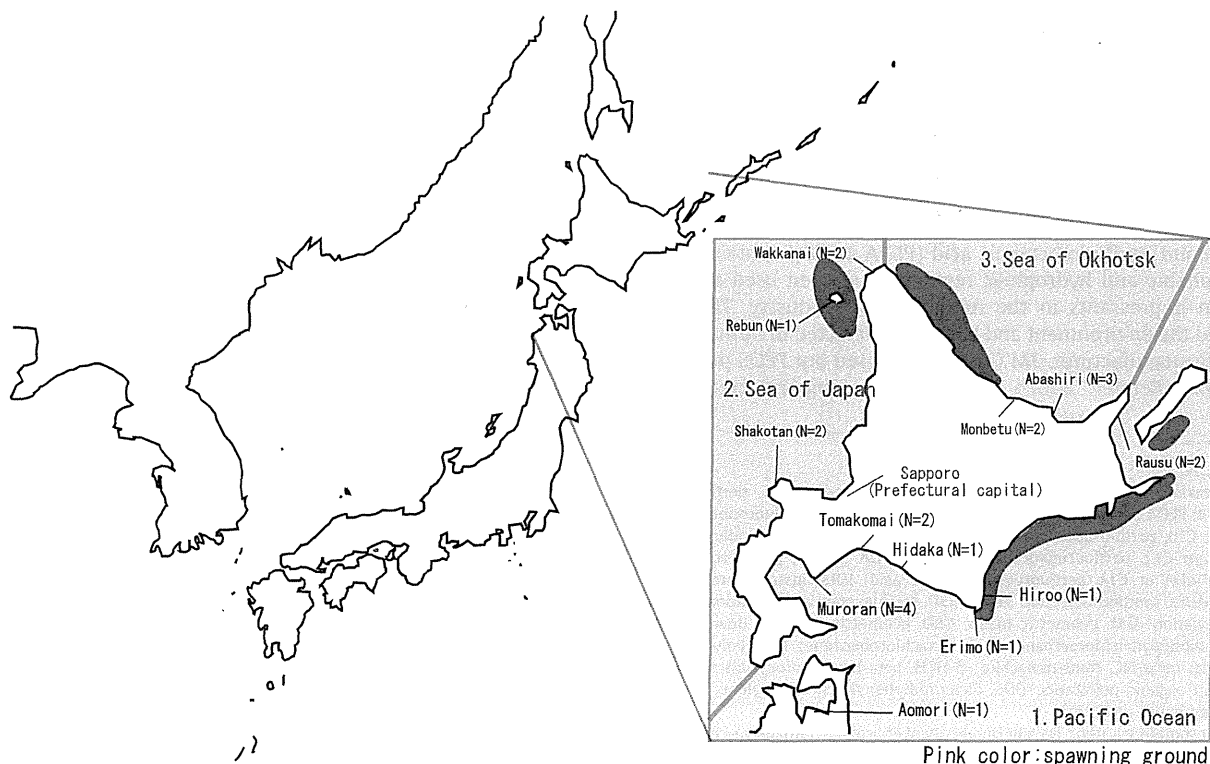 Wakkanai(N=2)
3. Sea of Okhotsk
Rebun(N=1)
Abashiri(N=3)
2. Sea of Japan
Monbetu(N=2)
Shakotan(N=2)
Rausu(N=2)
Sapporo
(Prefectural capital)
Tomakomai(N=2)
Hidaka(N=1)
Hiroo(N=1)
Muroran(N=4)
Erimo(N=1)
Aomori(N=1)
1. Pacific Ocean
Pink color:spawning ground